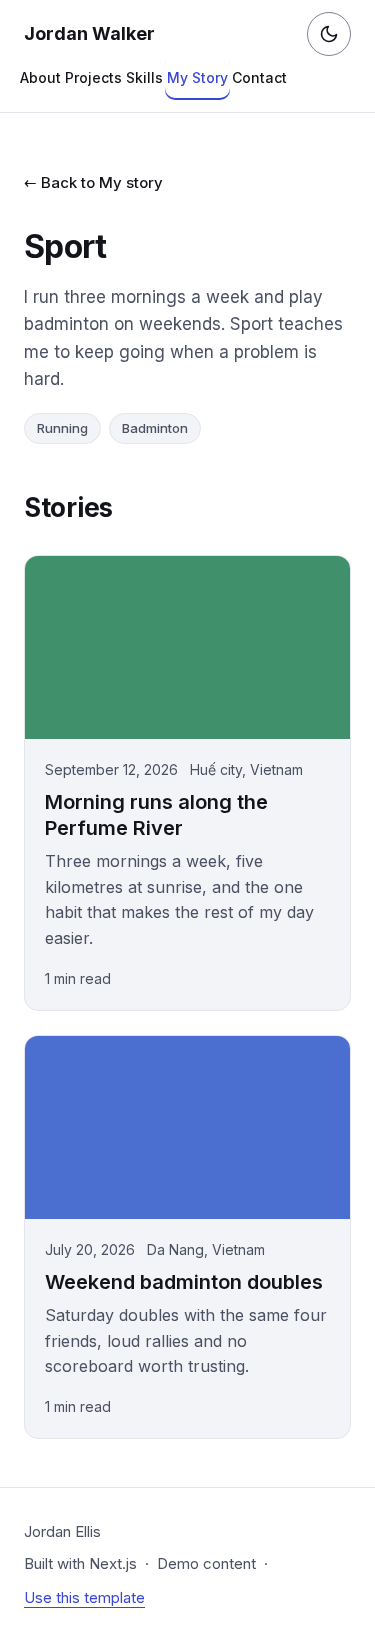 Jordan Walker
About Projects Skills My Story Contact
← Back to My story
Sport
I run three mornings a week and play
badminton on weekends. Sport teaches
me to keep going when a problem is
hard.
Running Badminton
Stories
September 12, 2026 Huế city, Vietnam
Morning runs along the
Perfume River
Three mornings a week, five
kilometres at sunrise, and the one
habit that makes the rest of my day
easier.
1 min read
July 20, 2026 Da Nang, Vietnam
Weekend badminton doubles
Saturday doubles with the same four
friends, loud rallies and no
scoreboard worth trusting.
1 min read
Jordan Ellis
Built with Next.js · Demo content ·
Use this template